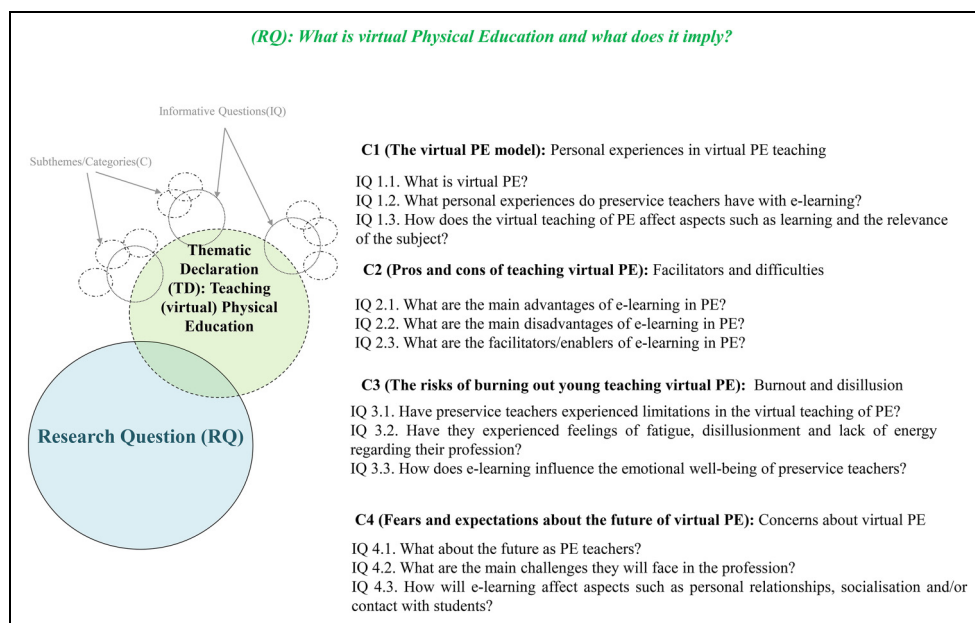 (RQ): What is virtual Physical Education and what does it imply?
Informative Questions(IQ)
Subthemes/Categories(C)
Thematic
Declaration
(TD): Teaching
(virtual) Physical
Education
Research Question (RQ)
C1 (The virtual PE model): Personal experiences in virtual PE teaching
IQ 1.1. What is virtual PE?
IQ 1.2. What personal experiences do preservice teachers have with e-learning?
IQ 1.3. How does the virtual teaching of PE affect aspects such as learning and the relevance
of the subject?
C2 (Pros and cons of teaching virtual PE): Facilitators and difficulties
IQ 2.1. What are the main advantages of e-learning in PE?
IQ 2.2. What are the main disadvantages of e-learning in PE?
IQ 2.3. What are the facilitators/enablers of e-learning in PE?
C3 (The risks of burning out young teaching virtual PE): Burnout and disillusion
IQ 3.1. Have preservice teachers experienced limitations in the virtual teaching of PE?
IQ 3.2. Have they experienced feelings of fatigue, disillusionment and lack of energy
regarding their profession?
IQ 3.3. How does e-learning influence the emotional well-being of preservice teachers?
C4 (Fears and expectations about the future of virtual PE): Concerns about virtual PE
IQ 4.1. What about the future as PE teachers?
IQ 4.2. What are the main challenges they will face in the profession?
IQ 4.3. How will e-learning affect aspects such as personal relationships, socialisation and/or
contact with students?